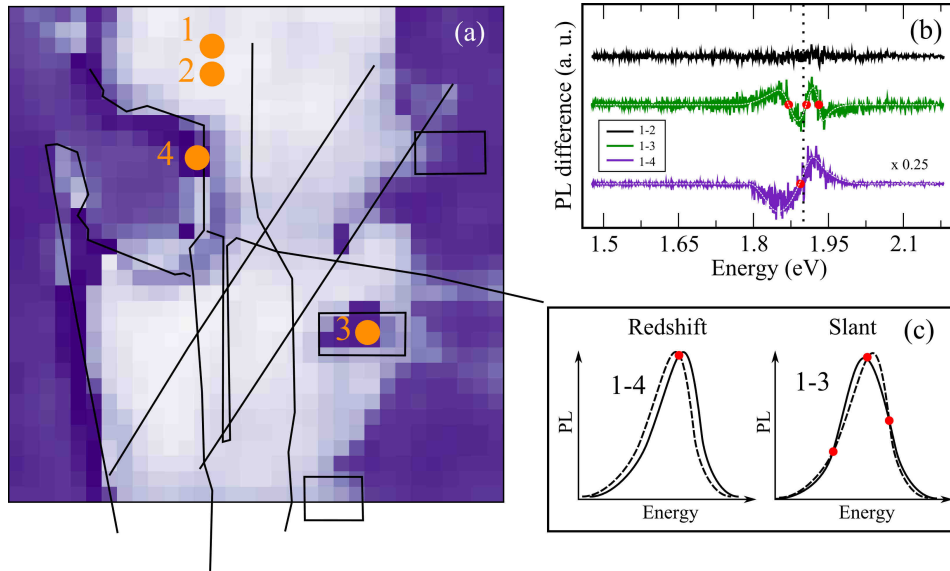 (a)
1
2
4
3
(b)
PL difference (a. u.)
1-2
1-3
1-4
x 0.25
1.5 1.65 1.8 1.95 2.1
Energy (eV)
(c)
Redshift
Slant
1-4
1-3
PL
PL
Energy
Energy